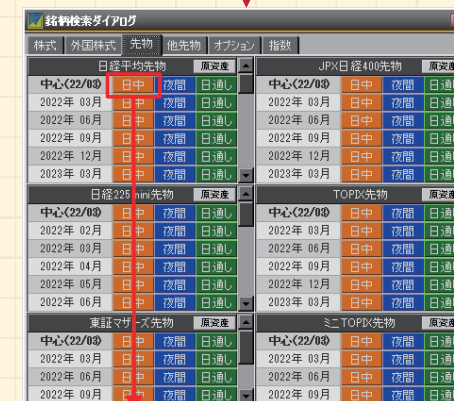 銘柄検索ダイアログ
株式 外国株式 先物 他先物 オプション 指数
日経平均先物 原資産
中心(22/03) 日中 夜間 日通し
2022年 03月 日中 夜間 日通し
2022年 06月 日中 夜間 日通し
2022年 09月 日中 夜間 日通し
2022年 12月 日中 夜間 日通し
2023年 03月 日中 夜間 日通し
JPX日経400先物 原資産
中心(22/03) 日中 夜間 日通
2022年 03月 日中 夜間 日通
2022年 06月 日中 夜間 日通
2022年 09月 日中 夜間 日通
2022年 12月 日中 夜間 日通
2023年 03月 日中 夜間 日通
日経225mini先物 原資産
中心(22/03) 日中 夜間 日通し
2022年 02月 日中 夜間 日通し
2022年 03月 日中 夜間 日通し
2022年 04月 日中 夜間 日通し
2022年 05月 日中 夜間 日通し
2022年 06月 日中 夜間 日通し
TOPIX先物 原資産
中心(22/03) 日中 夜間 日通
2022年 03月 日中 夜間 日通
2022年 06月 日中 夜間 日通
2022年 09月 日中 夜間 日通
2022年 12月 日中 夜間 日通
2023年 03月 日中 夜間 日通
東証マザーズ先物 原資産
中心(22/03) 日中 夜間 日通し
2022年 03月 日中 夜間 日通し
2022年 06月 日中 夜間 日通し
2022年 09月 日中 夜間 日通し
ミニTOPIX先物 原資産
中心(22/03) 日中 夜間 日通
2022年 03月 日中 夜間 日通
2022年 06月 日中 夜間 日通
2022年 09月 日中 夜間 日通